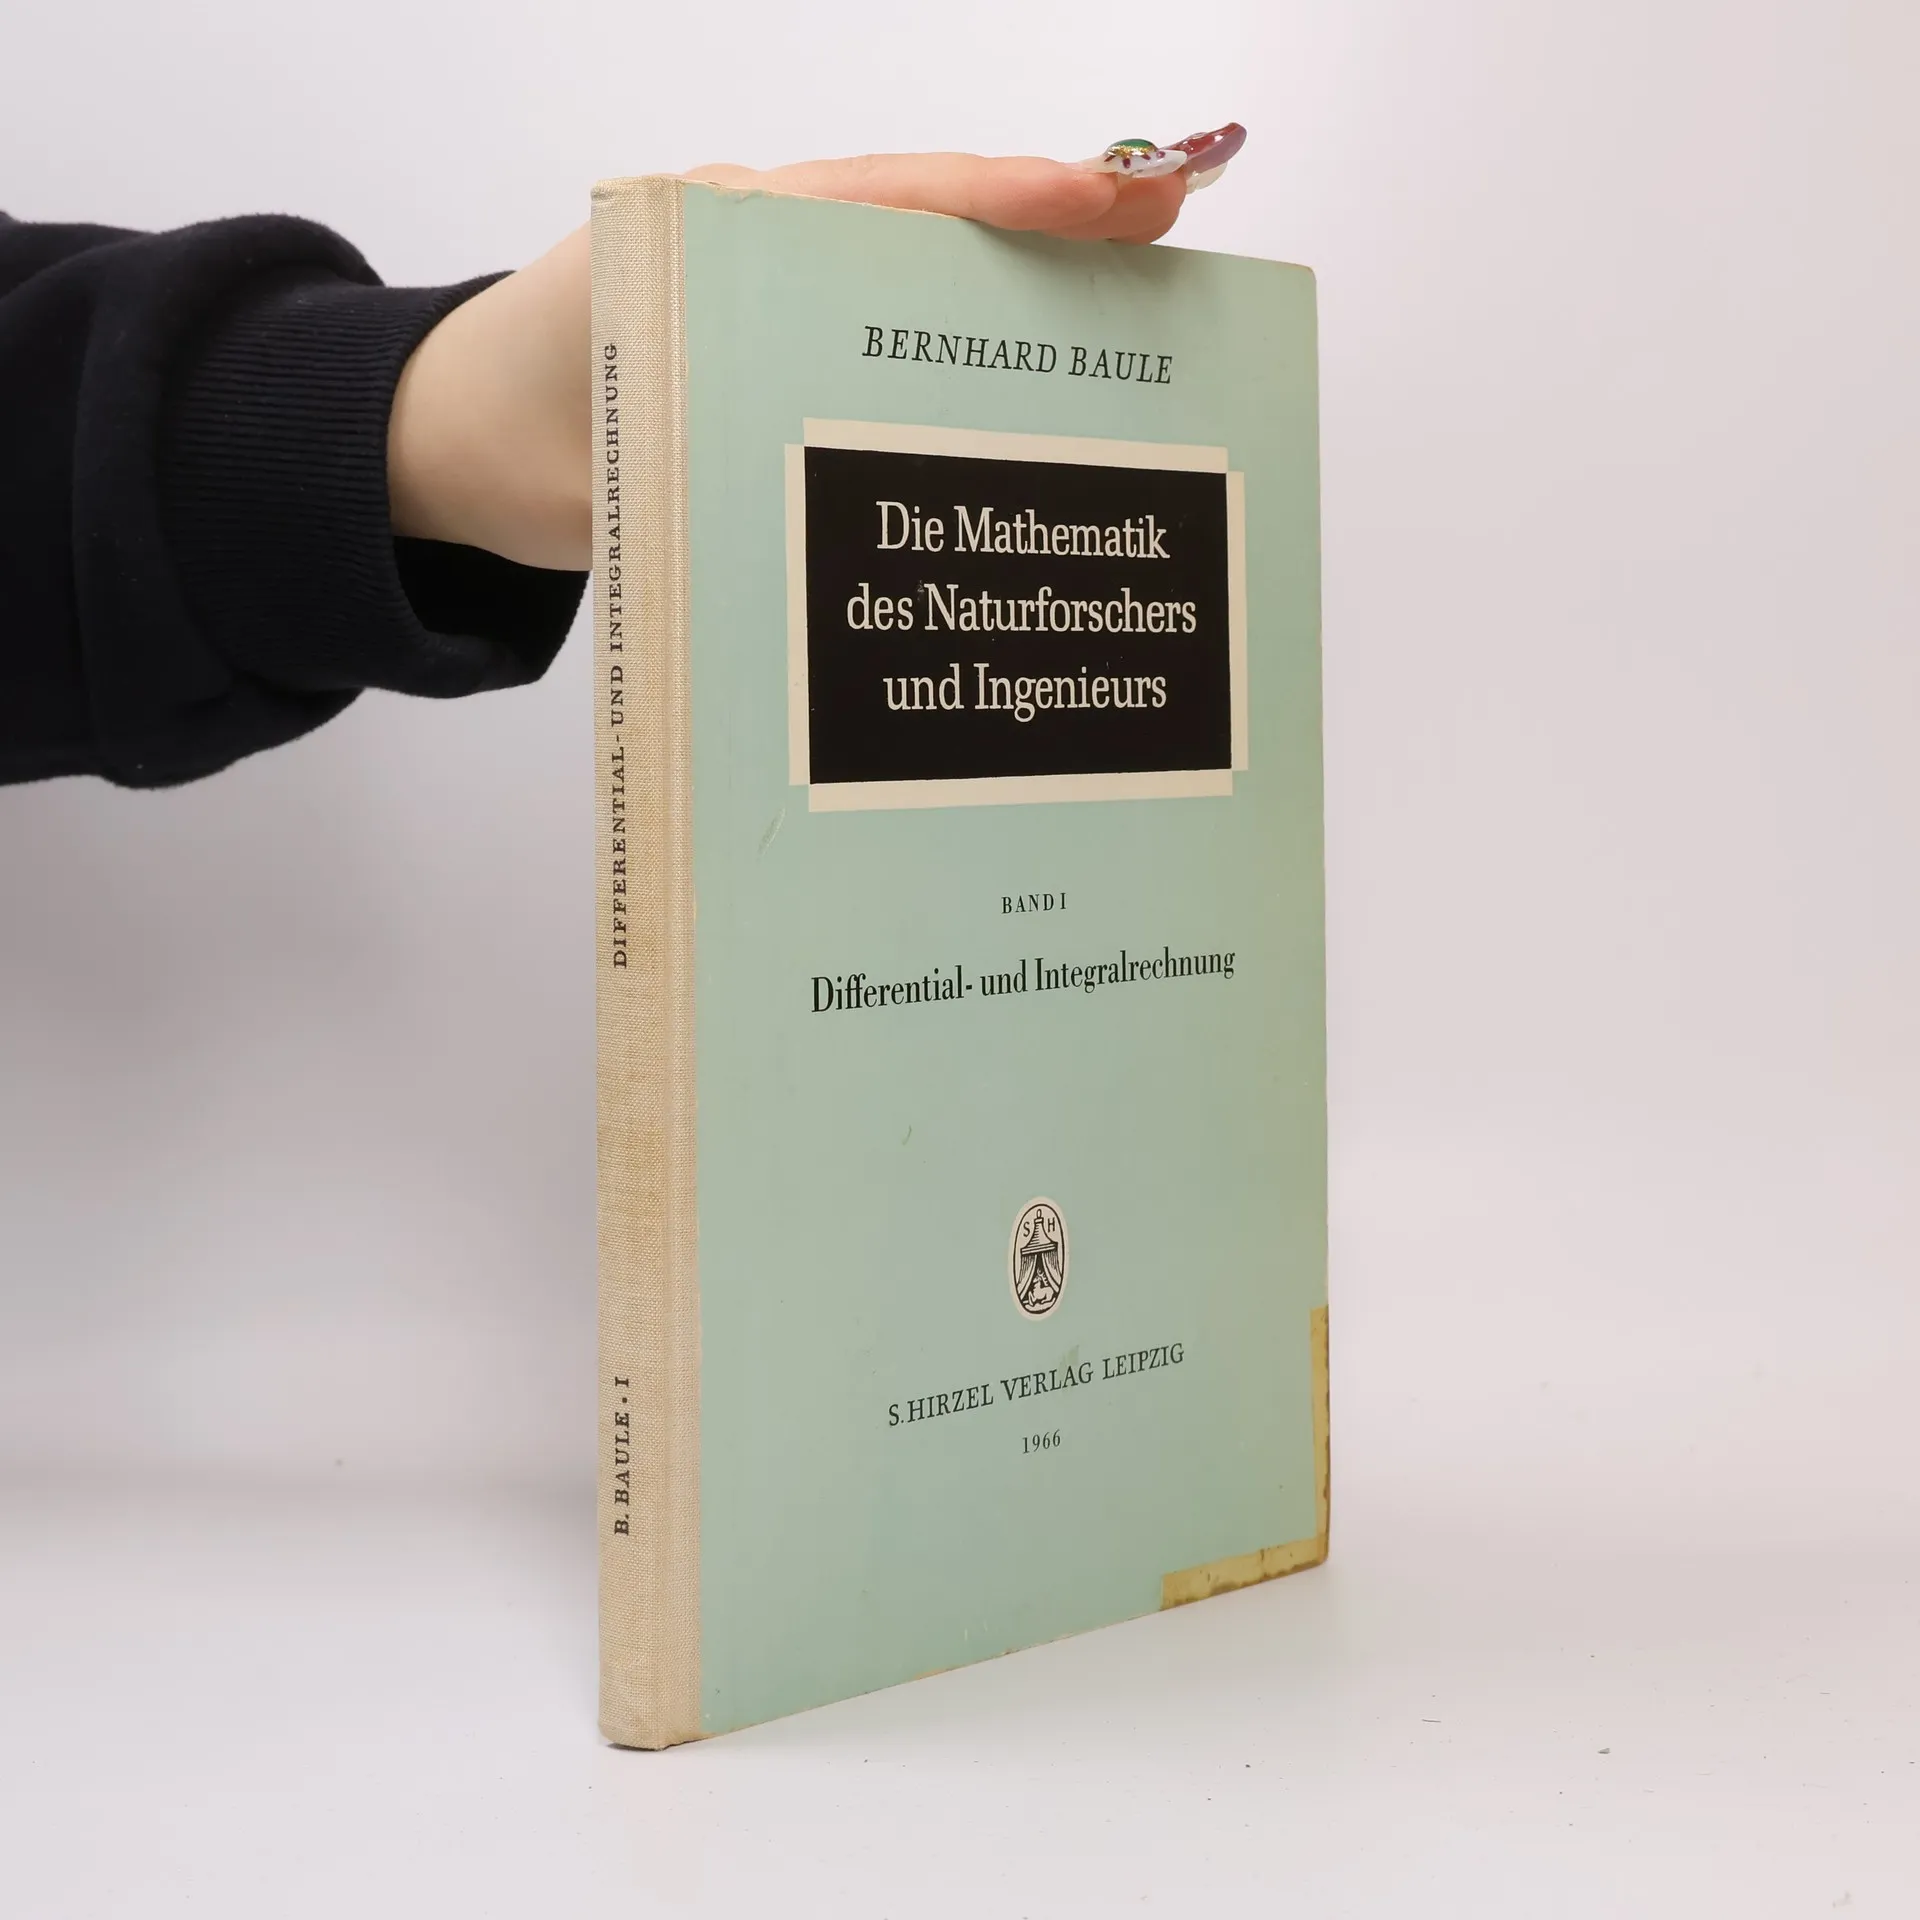 DIFFERENTIAL- UND INTEGRALRECHNUNG
B. BAULE · I
BERNHARD BAULE
Die Mathematik
des Naturforschers
und Ingenieurs
BAND I
Differential- und Integralrechnung
S H
S. HIRZEL VERLAG LEIPZIG
1966